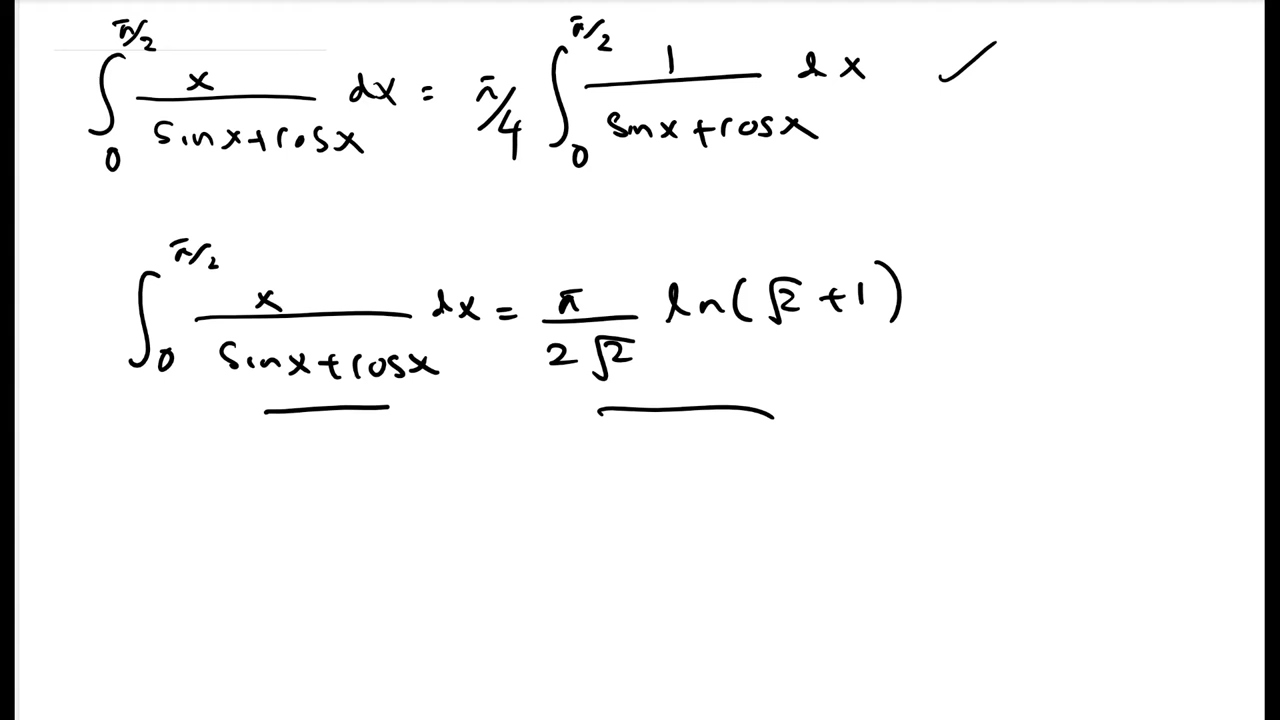 ∫₀^{π/2} x/(sinx+cosx) dx = π/4 ∫₀^{π/2} 1/(sinx+cosx) dx ✓
∫₀^{π/2} x/(sinx+cosx) dx = π/(2√2) ln(√2+1)